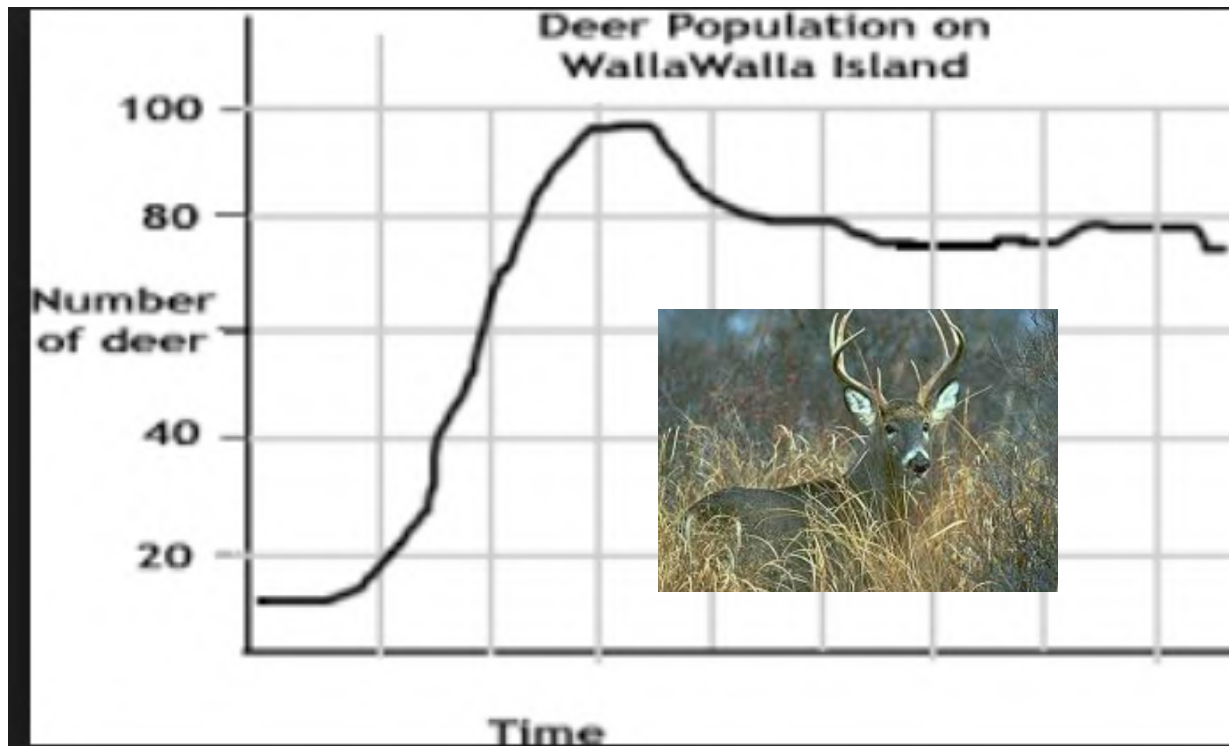 Deer Population on
WallaWalla Island
100
80
Number
of deer
40
20
Time